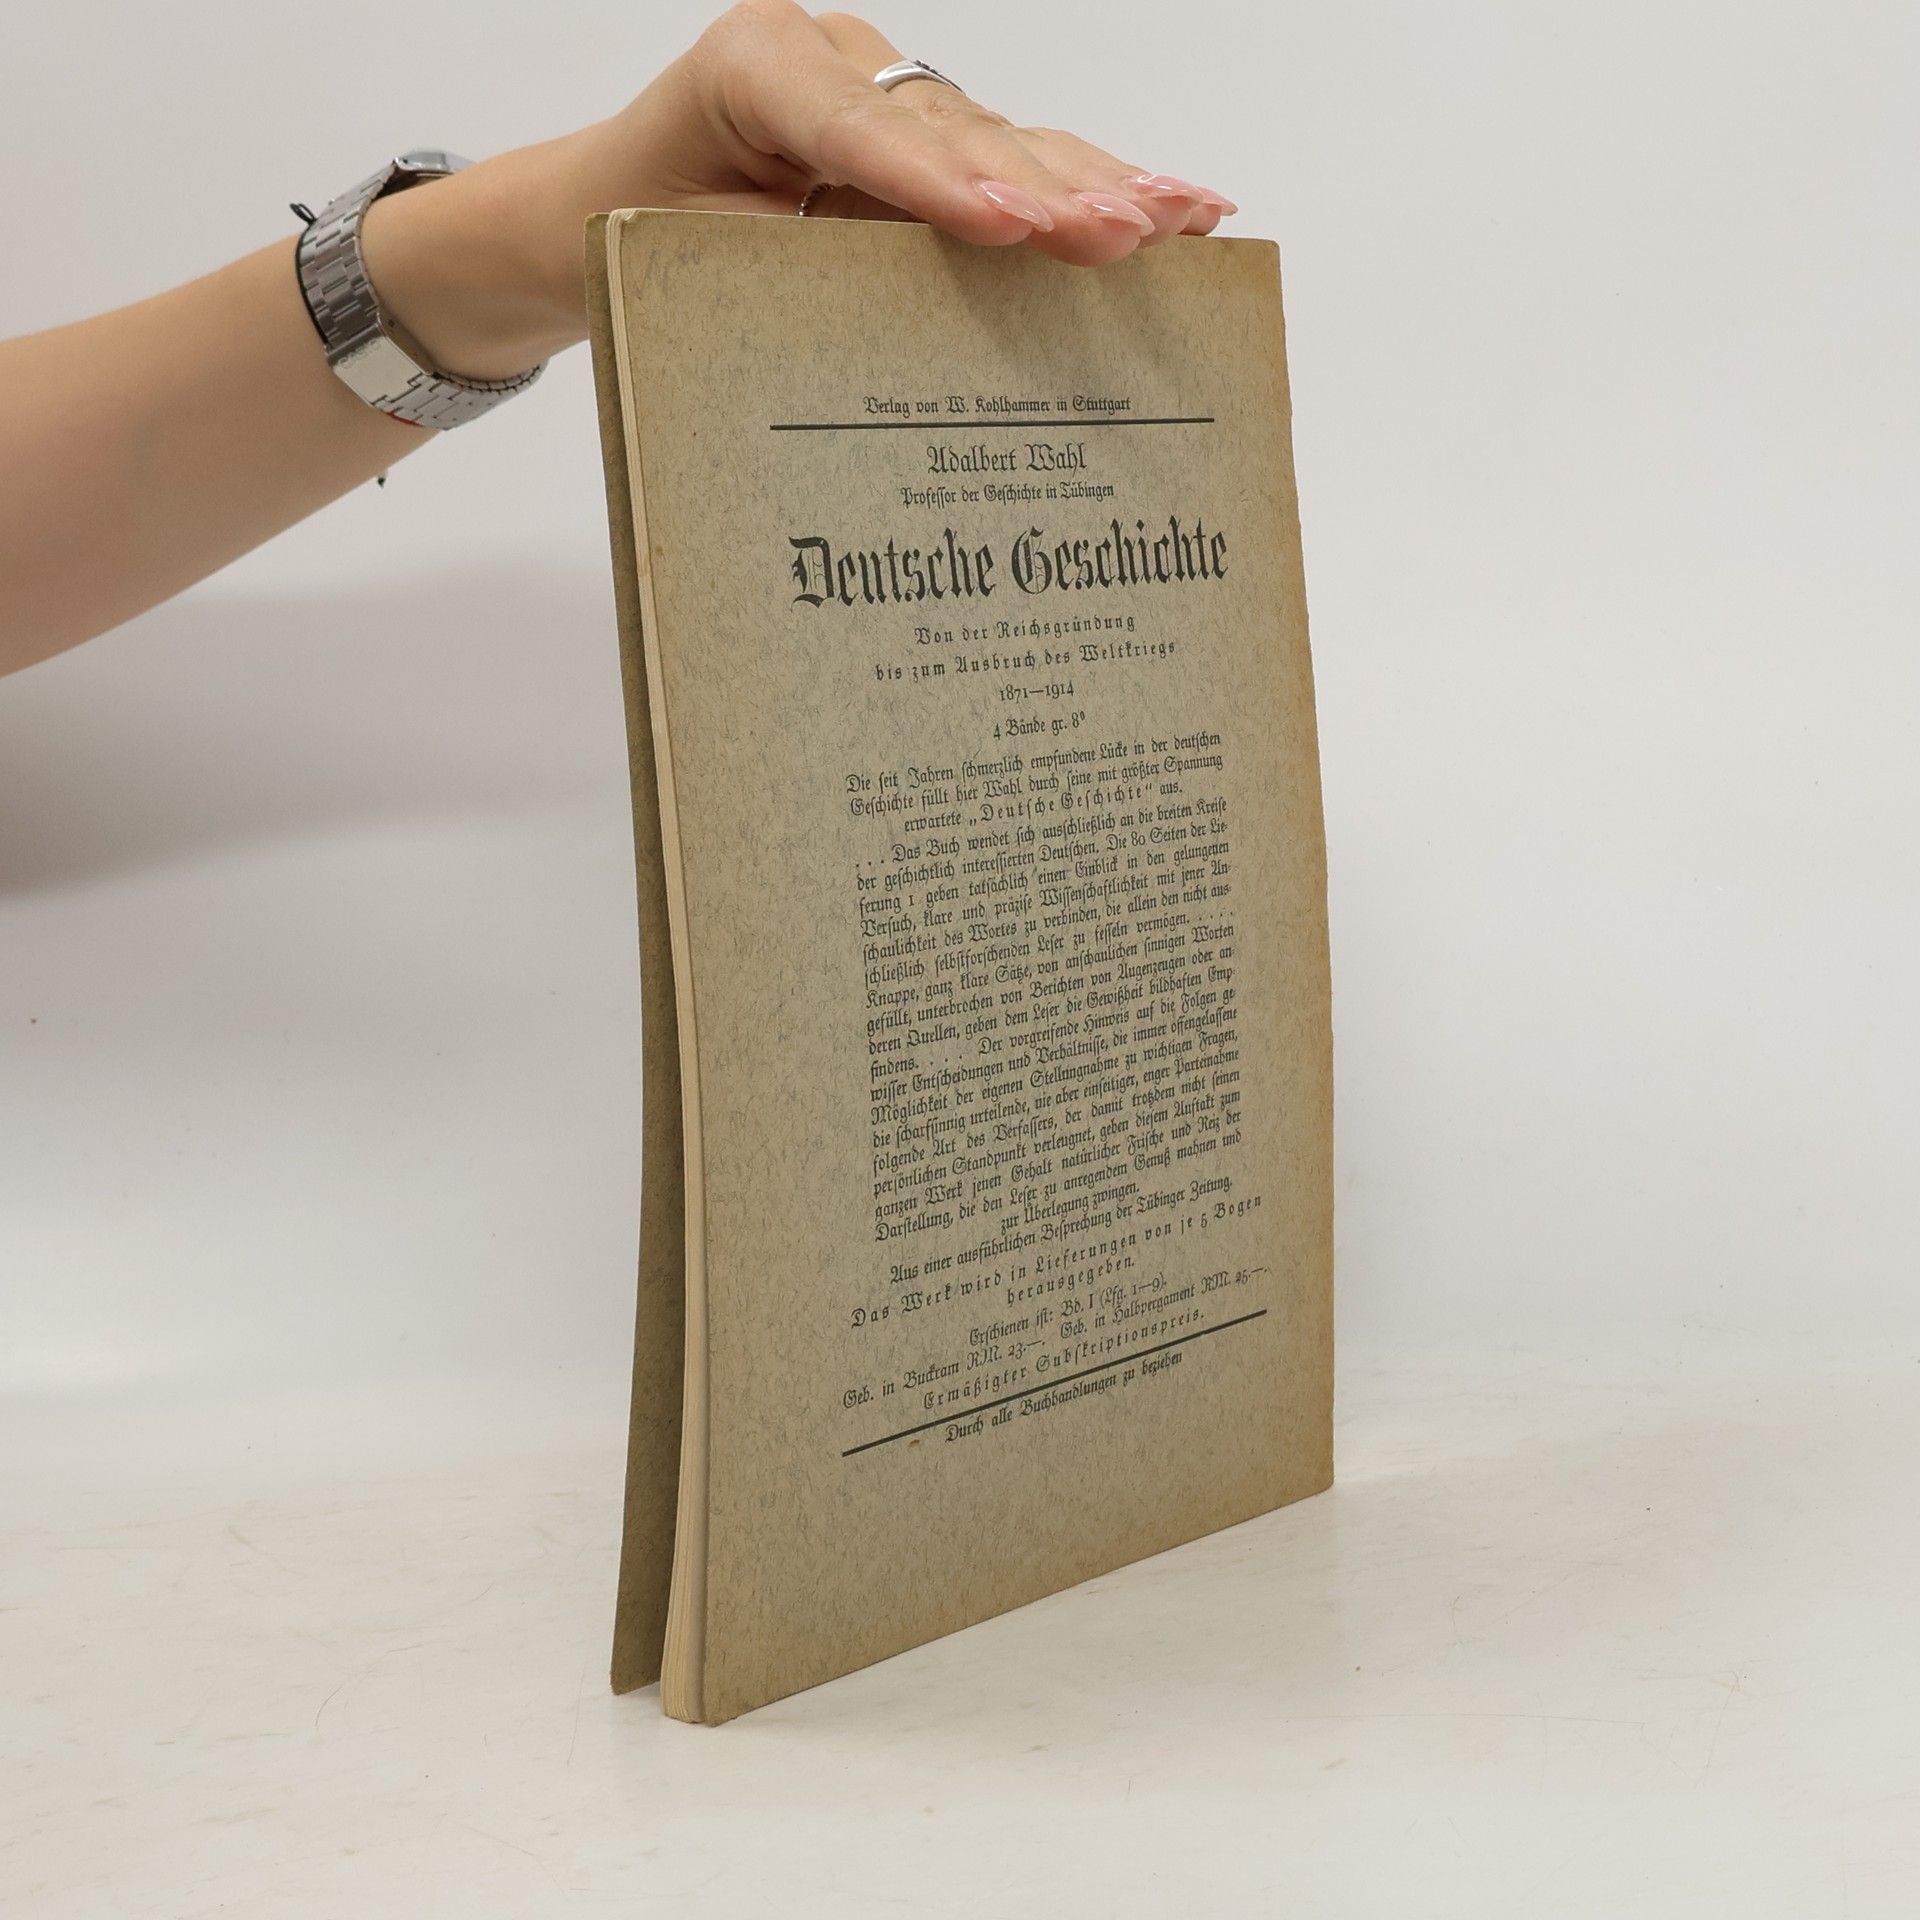 Verlag von W. Kohlhammer in Stuttgart
Adalbert Wahl
Professor der Geschichte in Tübingen
Deutsche Geschichte
Von der Reichsgründung
bis zum Ausbruch des Weltkriegs
1871—1914
4 Bände gr. 8°
Die seit Jahren schmerzlich empfundene Lücke in der deutschen
Geschichte füllt hier Wahl durch seine mit größter Spannung
erwartete „Deutsche Geschichte" aus.
. . . Das Buch wendet sich ausschließlich an die breiten Kreise
der geschichtlich interessierten Deutschen. Die 80 Seiten der Lie-
ferung 1 geben tatsächlich einen Einblick in den gelungenen
Versuch, klare und präzise Wissenschaftlichkeit mit jener An-
schaulichkeit des Wortes zu verbinden, die allein den nicht aus-
schließlich selbstforschenden Leser zu fesseln vermögen. . . . .
Knappe, ganz klare Sätze, von anschaulichen sinnigen Worten
gefüllt, unterbrochen von Berichten von Augenzeugen oder an-
deren Quellen, geben dem Leser die Gewißheit bildhaften Emp-
findens. . . . . Der vorgreifende Hinweis auf die Folgen ge-
wisser Entscheidungen und Verhältnisse, die immer offengelassene
Möglichkeit der eigenen Stellungnahme zu wichtigen Fragen,
die scharfsinnig urteilende, nie aber einseitiger, enger Parteinahme
folgende Art des Verfassers, der damit trotzdem nicht seinen
persönlichen Standpunkt verleugnet, geben diesem Auftakt zum
ganzen Werk jenen Gehalt natürlicher Frische und Reiz der
Darstellung, die den Leser zu anregendem Genuß mahnen und
zur Überlegung zwingen.
Aus einer ausführlichen Besprechung der Tübinger Zeitung.
Das Werk wird in Lieferungen von je 5 Bogen
herausgegeben.
Erschienen ist: Bd. I (Lfg. 1—9).
Geb. in Buckram RM. 23.—. Geb. in Halbpergament RM. 25.—.
Ermäßigter Subskriptionspreis.
Durch alle Buchhandlungen zu beziehen